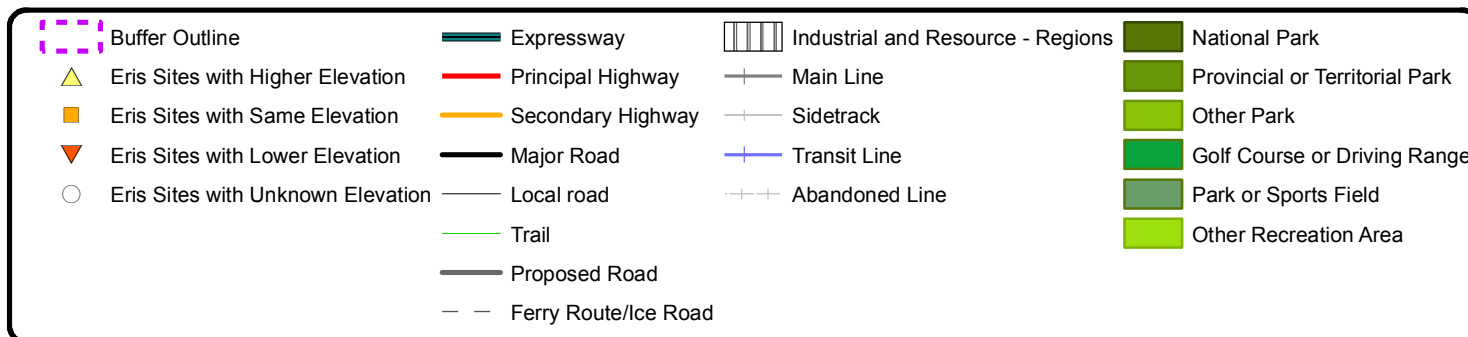 Buffer Outline
Eris Sites with Higher Elevation
Eris Sites with Same Elevation
Eris Sites with Lower Elevation
Eris Sites with Unknown Elevation
Expressway
Principal Highway
Secondary Highway
Major Road
Local road
Trail
Proposed Road
Ferry Route/Ice Road
Industrial and Resource - Regions
Main Line
Sidetrack
Transit Line
Abandoned Line
National Park
Provincial or Territorial Park
Other Park
Golf Course or Driving Range
Park or Sports Field
Other Recreation Area